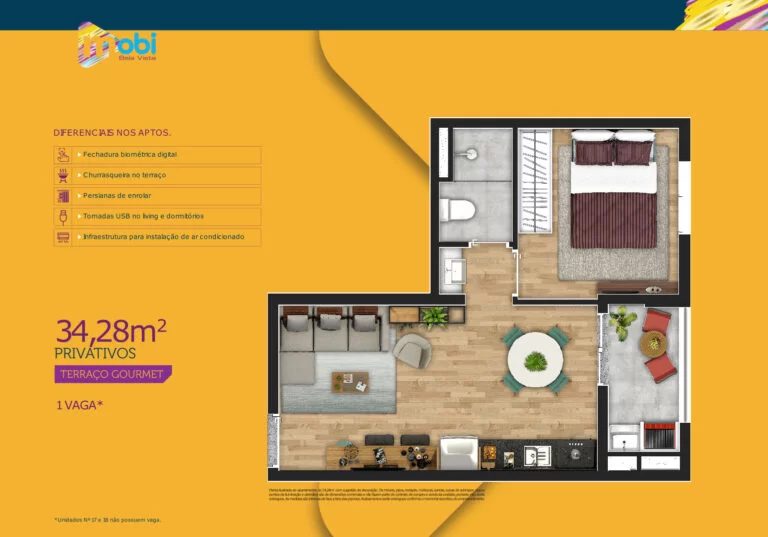 mobi
Bela Vista
DIFERENCIAIS NOS APTOS.
Fechadura biométrica digital
Churrasqueira no terraço
Persianas de enrolar
Tomadas USB no living e dormitórios
Infraestrutura para instalação de ar condicionado
34,28m²
PRIVATIVOS
TERRAÇO GOURMET
1 VAGA*
*Unidades Nº 17 e 18 não possuem vaga.